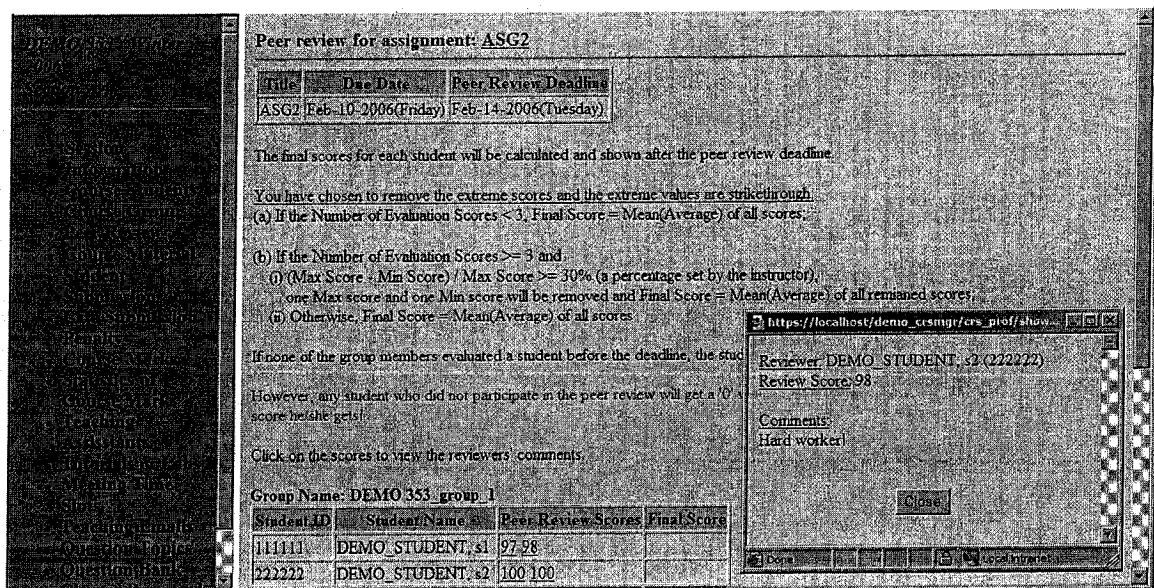 Peer review for assignment: ASG2
Title Due Date Peer Review Deadline
ASG2 Feb-10-2006(Friday) Feb-14-2006(Tuesday)
The final scores for each student will be calculated and shown after the peer review deadline.
You have chosen to remove the extreme scores and the extreme values are strikethrough.
(a) If the Number of Evaluation Scores < 3, Final Score = Mean(Average) of all scores;
(b) If the Number of Evaluation Scores >= 3 and
(i) (Max Score - Min Score) / Max Score >= 30% (a percentage set by the instructor),
one Max score and one Min score will be removed and Final Score = Mean(Average) of all remianed scores;
(ii) Otherwise, Final Score = Mean(Average) of all scores
If none of the group members evaluated a student before the deadline, the stud
However, any student who did not participate in the peer review will get a '0'
score he/she gets!
Click on the scores to view the reviewers' comments.
Group Name: DEMO 353_group_1
Student ID Student Name Peer Review Scores Final Score
111111 DEMO_STUDENT, s1 97 98
222222 DEMO_STUDENT, s2 100 100
https://localhost/demo_crsmgr/crs_prof/show...
Reviewer: DEMO_STUDENT, s2 (222222)
Review Score: 98
Comments:
Hard worker!
Close
Done Local intranet
Student
Teaching
Question Bank